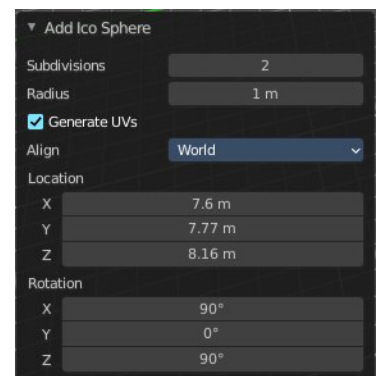 Add Ico Sphere
Subdivisions 2
Radius 1 m
Generate UVs
Align World
Location
X 7.6 m
Y 7.77 m
Z 8.16 m
Rotation
X 90°
Y 0°
Z 90°